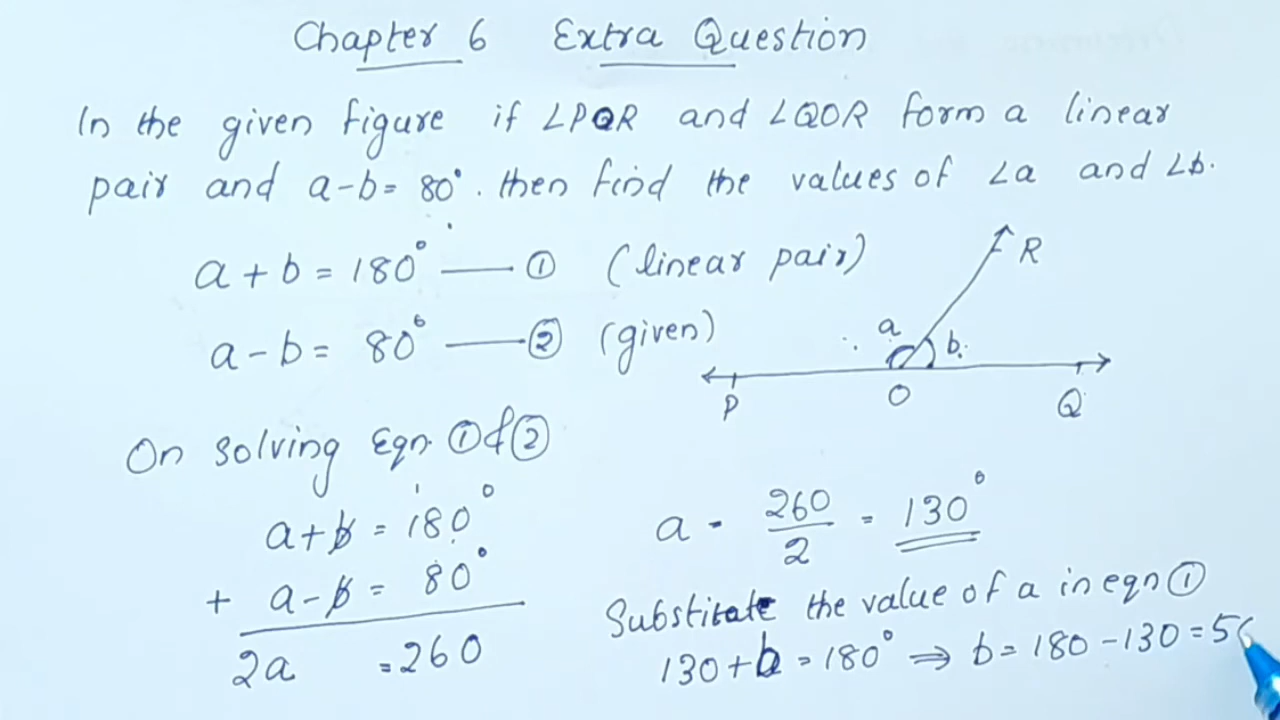 Chapter 6 Extra Question
In the given figure if ∠PQR and ∠QOR form a linear
pair and a-b= 80°. then find the values of ∠a and ∠b.
a + b = 180° —— ① (linear pair)
a - b = 80° —— ② (given)
R
a
b
P
O
Q
On solving Eqn ① & ②
a+b = 180°
+ a-b = 80°
2a = 260
a = 260/2 = 130°
Substitute the value of a in eqn ①
130+b = 180° ⇒ b = 180 - 130 = 50